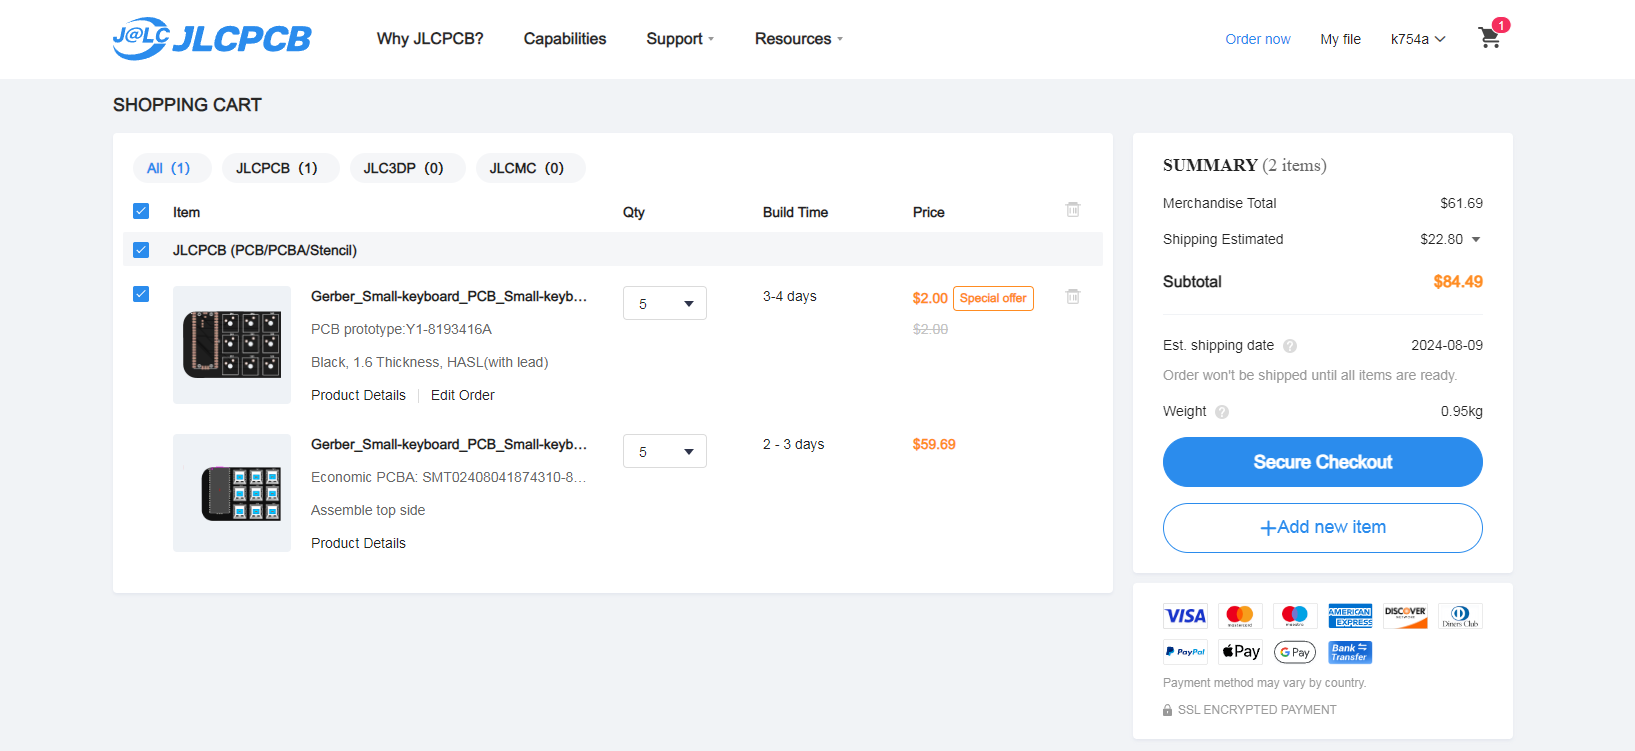 J@LC JLCPCB
Why JLCPCB? Capabilities Support Resources
Order now My file k754a 1
SHOPPING CART
All (1) JLCPCB (1) JLC3DP (0) JLCMC (0)
Item Qty Build Time Price
JLCPCB (PCB/PCBA/Stencil)
Gerber_Small-keyboard_PCB_Small-keyb... 5 3-4 days $2.00 Special offer
$2.00
PCB prototype:Y1-8193416A
Black, 1.6 Thickness, HASL(with lead)
Product Details Edit Order
Gerber_Small-keyboard_PCB_Small-keyb... 5 2 - 3 days $59.69
Economic PCBA: SMT02408041874310-8...
Assemble top side
Product Details
SUMMARY (2 items)
Merchandise Total $61.69
Shipping Estimated $22.80
Subtotal $84.49
Est. shipping date ? 2024-08-09
Order won't be shipped until all items are ready.
Weight ? 0.95kg
Secure Checkout
+Add new item
VISA mastercard maestro AMERICAN EXPRESS DISCOVER Diners Club
PayPal Pay G Pay Bank Transfer
Payment method may vary by country.
SSL ENCRYPTED PAYMENT